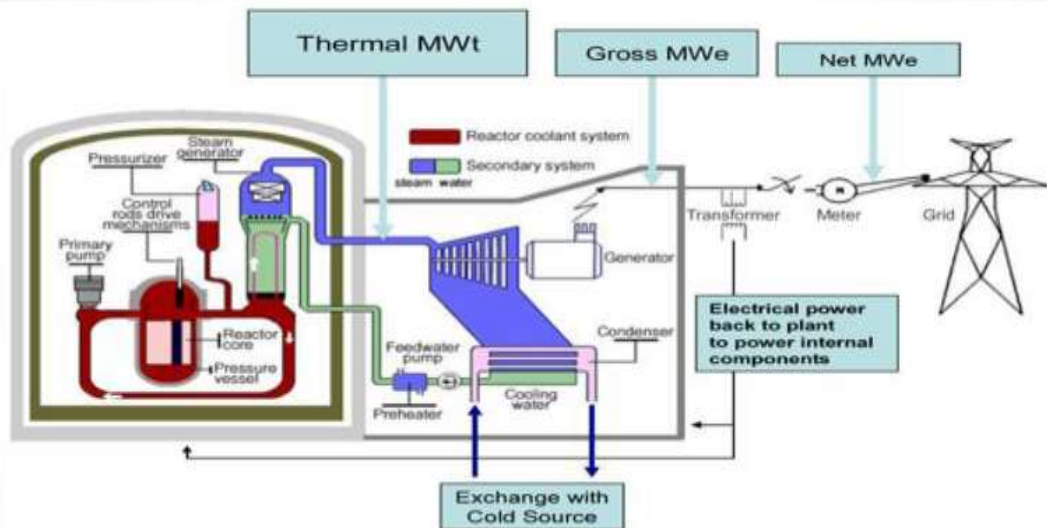 Thermal MWt
Gross MWe
Net MWe
Reactor coolant system
Secondary system
steam water
Steam
generator
Pressurizer
Control
rods drive
mechanisms
Primary
pump
Reactor
core
Pressure
vessel
Feedwater
pump
Preheater
Cooling
water
Condenser
Generator
Transformer
Meter
Grid
Electrical power
back to plant
to power internal
components
Exchange with
Cold Source